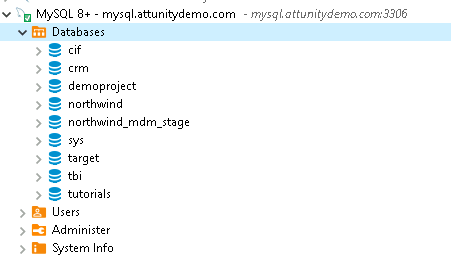 MySQL 8+ - mysql.attunitydemo.com - mysql.attunitydemo.com:3306
Databases
cif
crm
demoproject
northwind
northwind_mdm_stage
sys
target
tbi
tutorials
Users
Administer
System Info